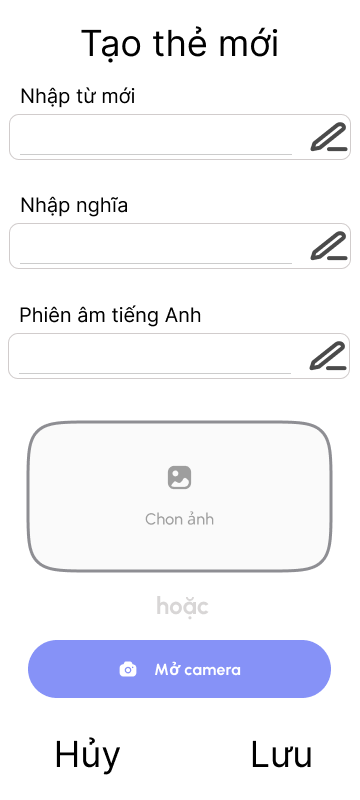 Tạo thẻ mới
Nhập từ mới
Nhập nghĩa
Phiên âm tiếng Anh
Chon ảnh
hoặc
Mở camera
Hủy
Lưu